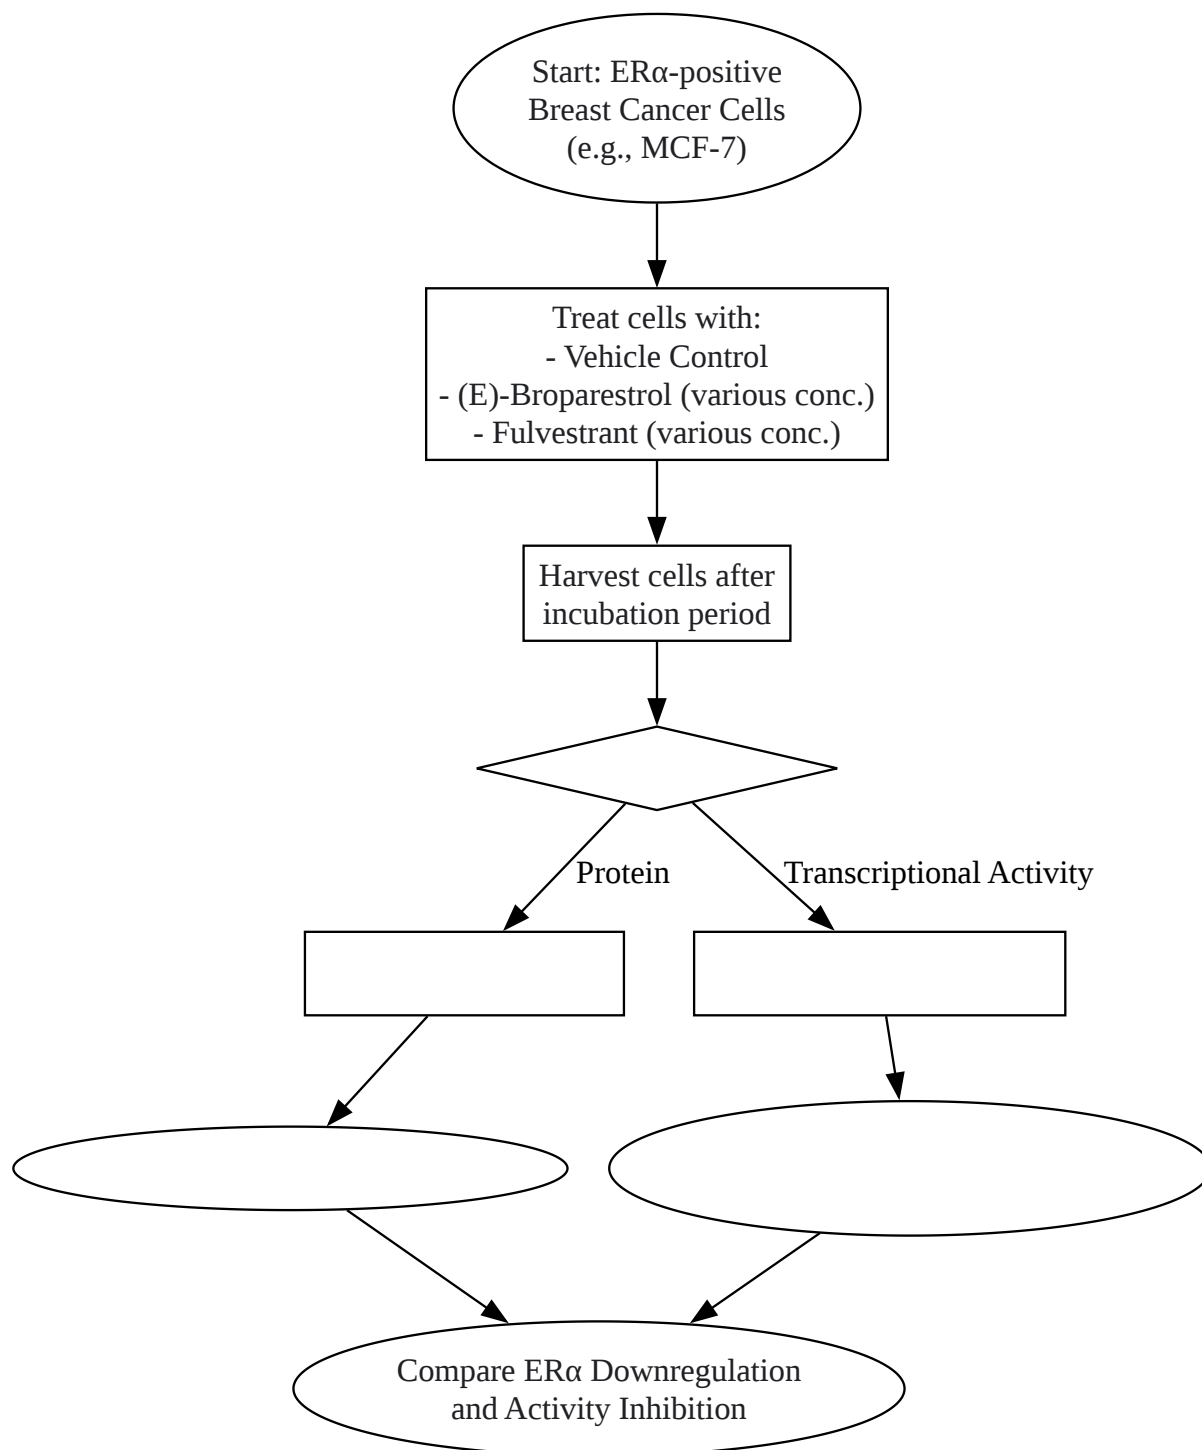 Start: ERα-positive
Breast Cancer Cells
(e.g., MCF-7)
Treat cells with:
- Vehicle Control
- (E)-Broparestrol (various conc.)
- Fulvestrant (various conc.)
Harvest cells after
incubation period
Protein
Transcriptional Activity
Compare ERα Downregulation
and Activity Inhibition